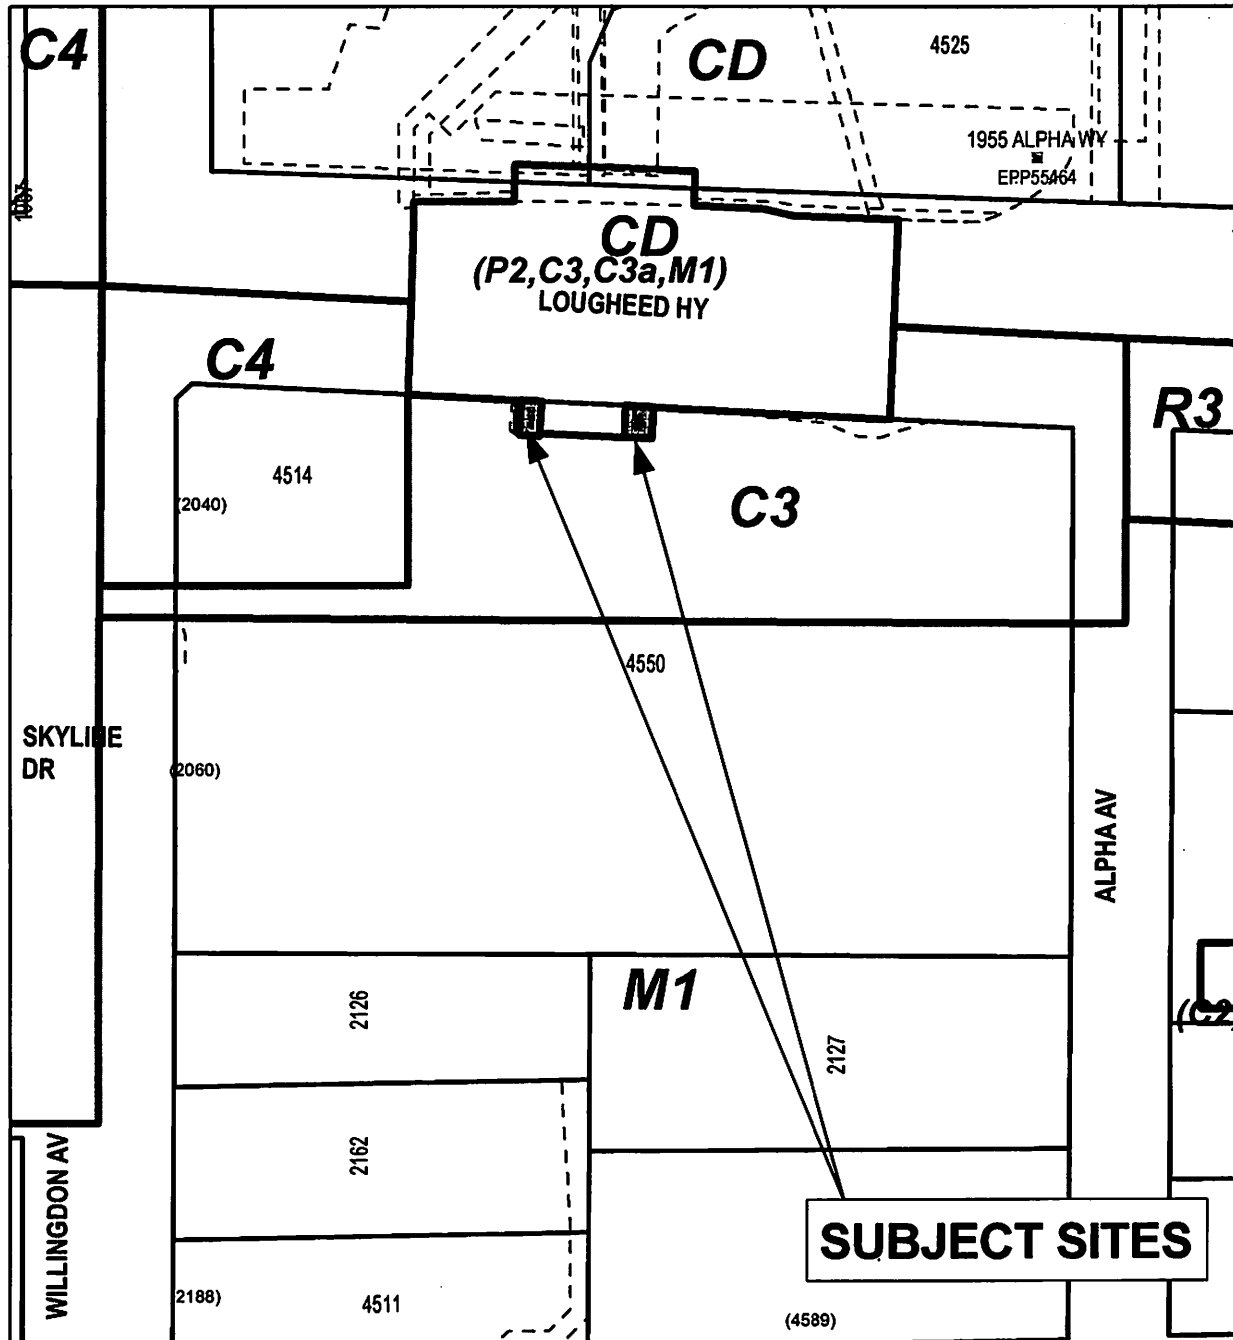 C4
CD
4525
1955 ALPHA WY
EPP55464
CD
(P2,C3,C3a,M1)
LOUGHEED HY
C4
R3
4514
(2040)
C3
4550
SKYLINE
DR
(2060)
ALPHA AV
M1
2126
2127
2162
WILLINGDON AV
SUBJECT SITES
2188)
4511
(4589)